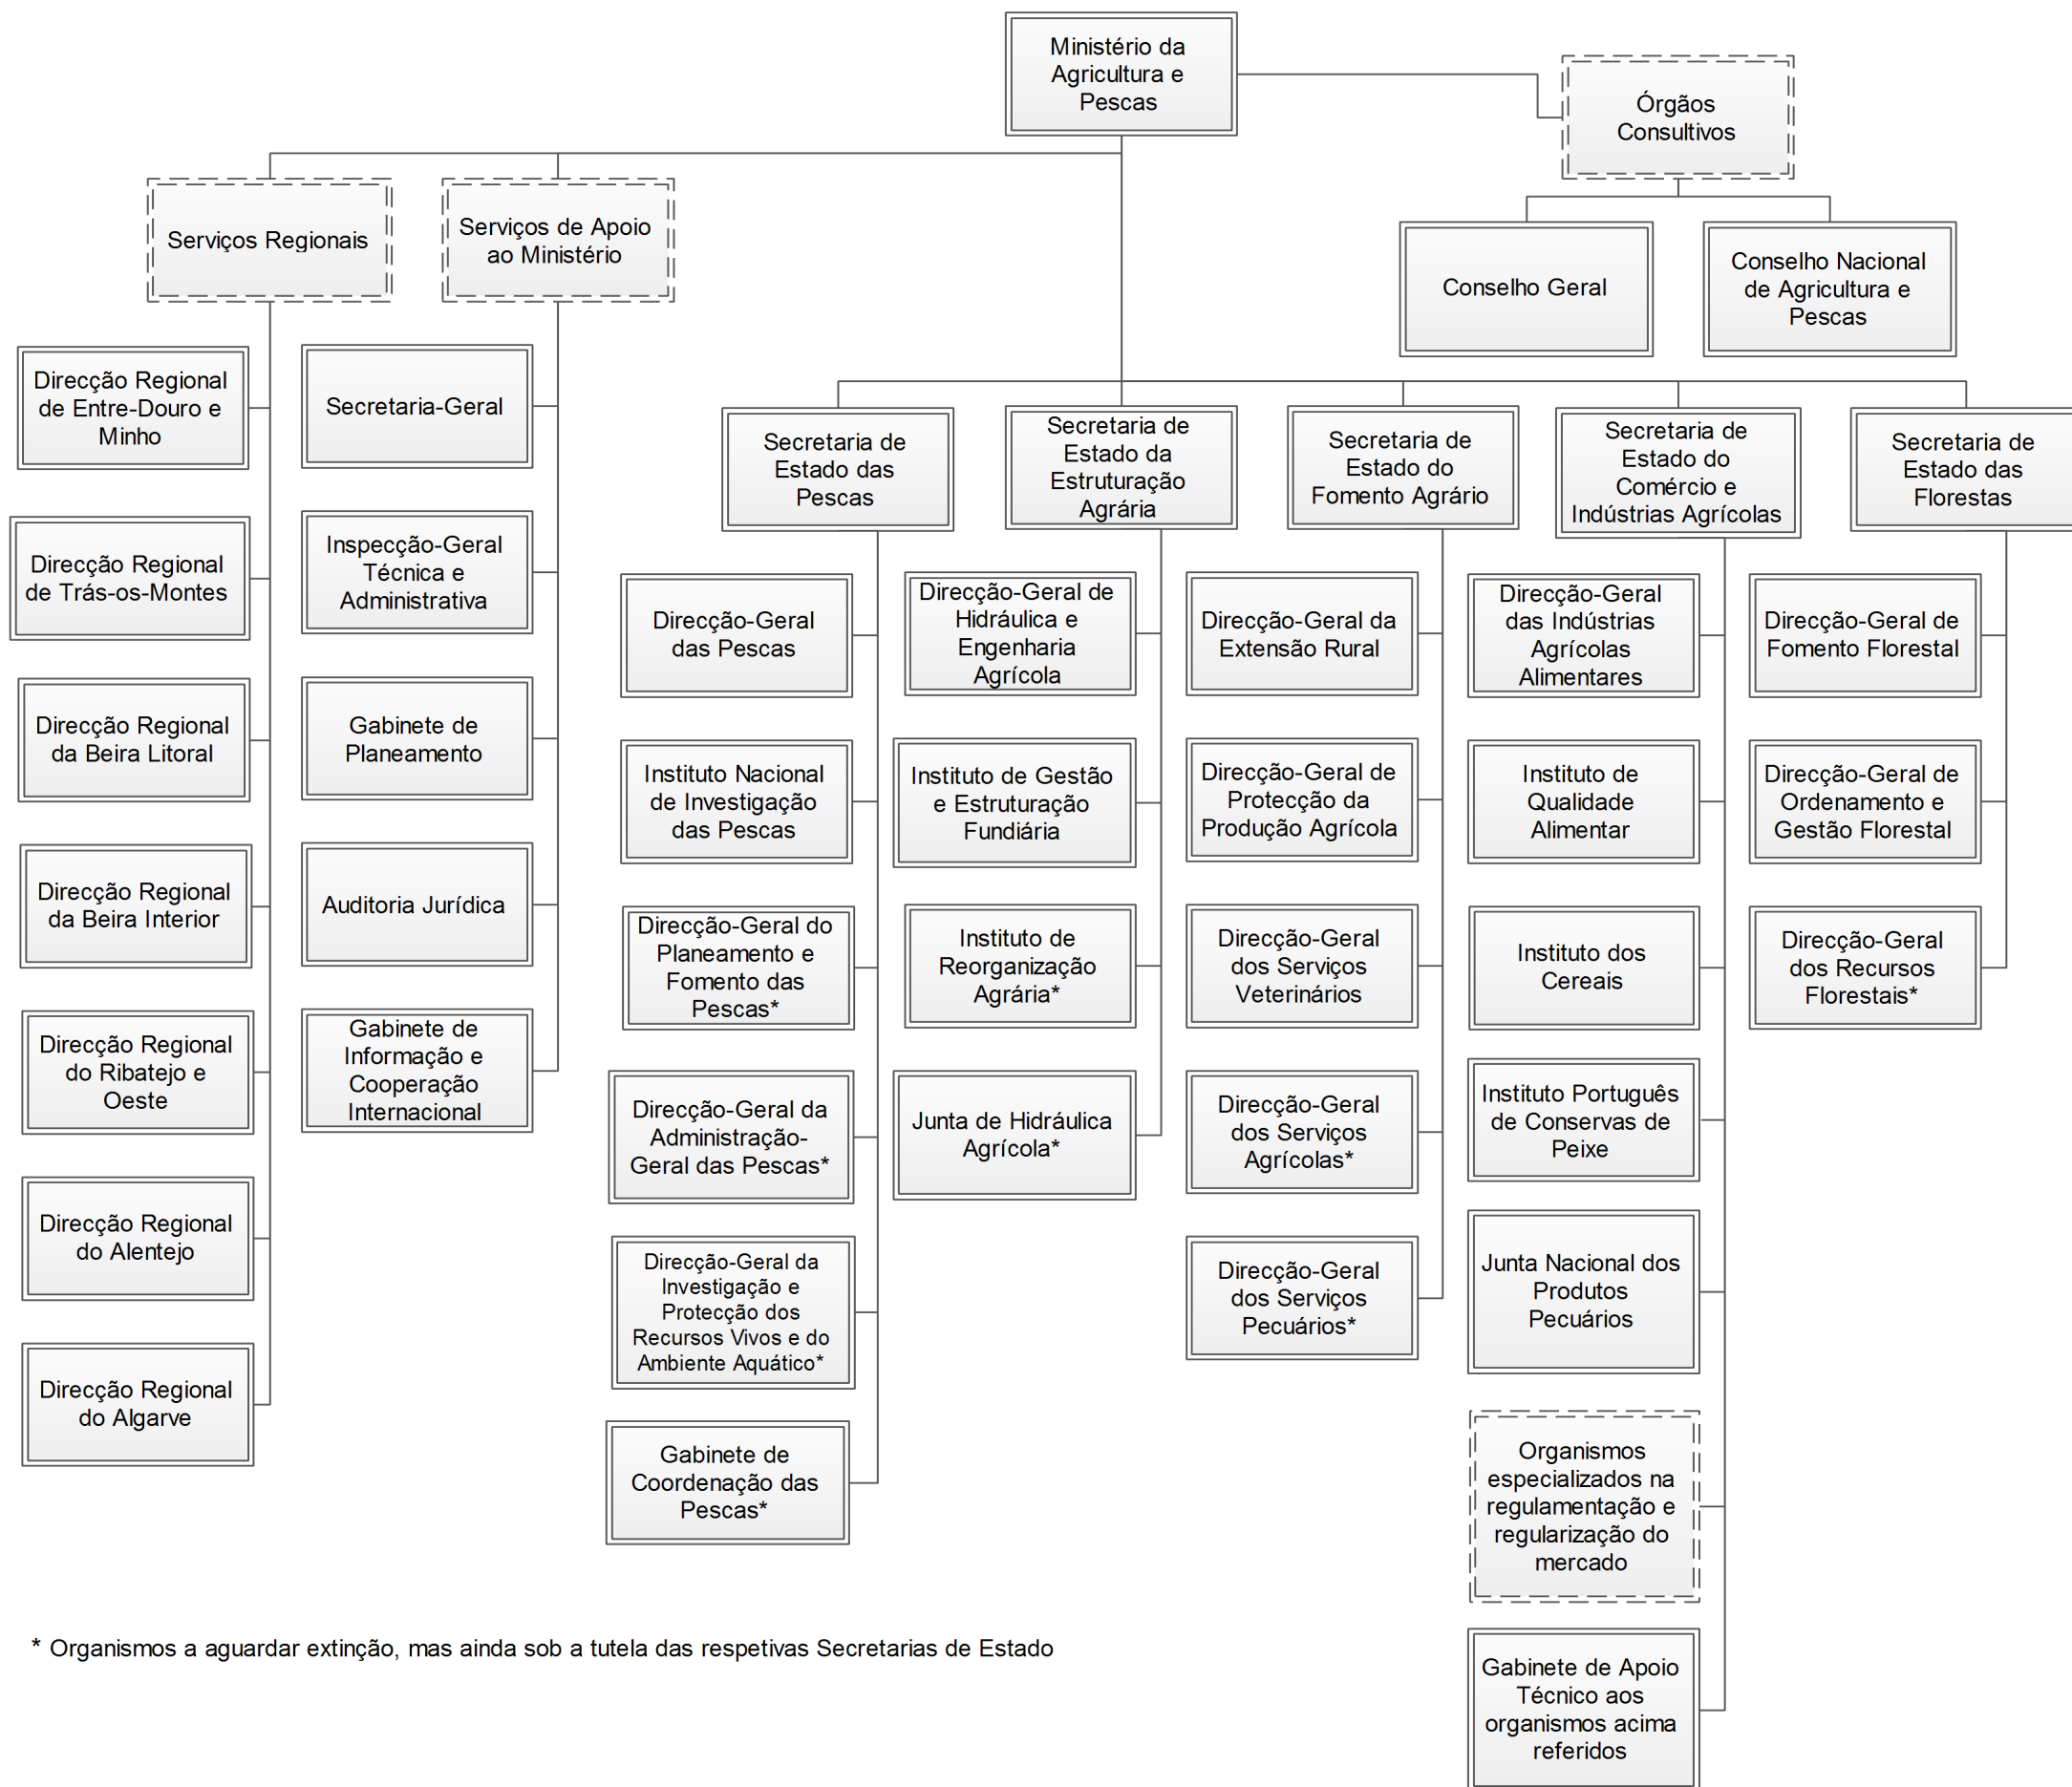 Ministério da
Agricultura e
Pescas
Órgãos
Consultivos
Serviços Regionais
Serviços de Apoio
ao Ministério
Conselho Geral
Conselho Nacional
de Agricultura e
Pescas
Direcção Regional
de Entre-Douro e
Minho
Direcção Regional
de Trás-os-Montes
Direcção Regional
da Beira Litoral
Direcção Regional
da Beira Interior
Direcção Regional
do Ribatejo e
Oeste
Direcção Regional
do Alentejo
Direcção Regional
do Algarve
Secretaria-Geral
Inspecção-Geral
Técnica e
Administrativa
Gabinete de
Planeamento
Auditoria Jurídica
Gabinete de
Informação e
Cooperação
Internacional
Secretaria de
Estado das
Pescas
Direcção-Geral
das Pescas
Instituto Nacional
de Investigação
das Pescas
Direcção-Geral do
Planeamento e
Fomento das
Pescas*
Direcção-Geral da
Administração-
Geral das Pescas*
Direcção-Geral da
Investigação e
Protecção dos
Recursos Vivos e do
Ambiente Aquático*
Gabinete de
Coordenação das
Pescas*
Secretaria de
Estado da
Estruturação
Agrária
Direcção-Geral de
Hidráulica e
Engenharia
Agrícola
Instituto de Gestão
e Estruturação
Fundiária
Instituto de
Reorganização
Agrária*
Junta de Hidráulica
Agrícola*
Secretaria de
Estado do
Fomento Agrário
Direcção-Geral da
Extensão Rural
Direcção-Geral de
Protecção da
Produção Agrícola
Direcção-Geral
dos Serviços
Veterinários
Direcção-Geral
dos Serviços
Agrícolas*
Direcção-Geral
dos Serviços
Pecuários*
Secretaria de
Estado do
Comércio e
Indústrias Agrícolas
Direcção-Geral
das Indústrias
Agrícolas
Alimentares
Instituto de
Qualidade
Alimentar
Instituto dos
Cereais
Instituto Português
de Conservas de
Peixe
Junta Nacional dos
Produtos
Pecuários
Organismos
especializados na
regulamentação e
regularização do
mercado
Gabinete de Apoio
Técnico aos
organismos acima
referidos
Secretaria de
Estado das
Florestas
Direcção-Geral de
Fomento Florestal
Direcção-Geral de
Ordenamento e
Gestão Florestal
Direcção-Geral
dos Recursos
Florestais*
* Organismos a aguardar extinção, mas ainda sob a tutela das respetivas Secretarias de Estado